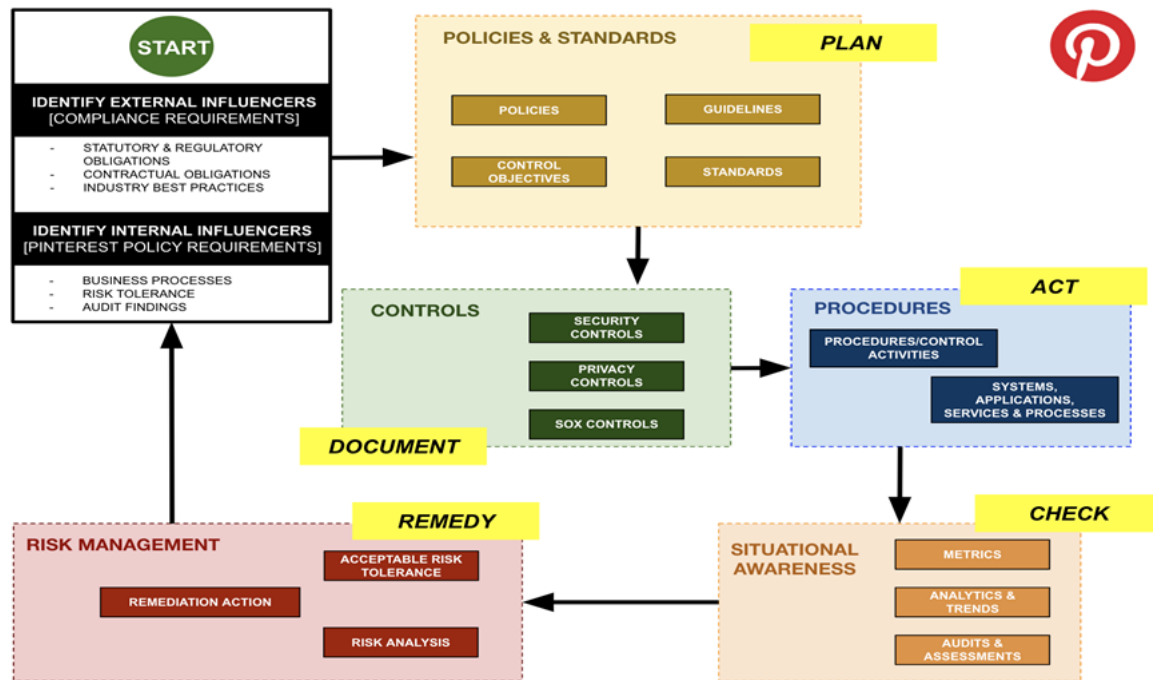 START
IDENTIFY EXTERNAL INFLUENCERS
[COMPLIANCE REQUIREMENTS]
- STATUTORY & REGULATORY
OBLIGATIONS
- CONTRACTUAL OBLIGATIONS
- INDUSTRY BEST PRACTICES
IDENTIFY INTERNAL INFLUENCERS
[PINTEREST POLICY REQUIREMENTS]
- BUSINESS PROCESSES
- RISK TOLERANCE
- AUDIT FINDINGS
POLICIES & STANDARDS
PLAN
POLICIES
GUIDELINES
CONTROL
OBJECTIVES
STANDARDS
CONTROLS
SECURITY
CONTROLS
PRIVACY
CONTROLS
SOX CONTROLS
DOCUMENT
ACT
PROCEDURES
PROCEDURES/CONTROL
ACTIVITIES
SYSTEMS,
APPLICATIONS,
SERVICES & PROCESSES
CHECK
SITUATIONAL
AWARENESS
METRICS
ANALYTICS &
TRENDS
AUDITS &
ASSESSMENTS
REMEDY
RISK MANAGEMENT
ACCEPTABLE RISK
TOLERANCE
REMEDIATION ACTION
RISK ANALYSIS